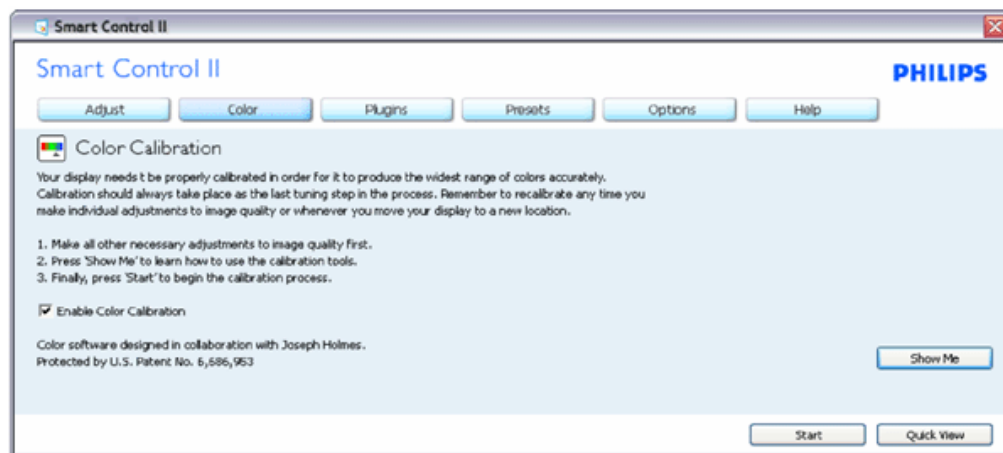 Smart Control II
Smart Control II
PHILIPS
Adjust
Color
Plugins
Presets
Options
Help
Color Calibration
Your display needs t be properly calibrated in order for it to produce the widest range of colors accurately.
Calibration should always take place as the last tuning step in the process. Remember to recalibrate any time you
make individual adjustments to image quality or whenever you move your display to a new location.
1. Make all other necessary adjustments to image quality first.
2. Press 'Show Me' to learn how to use the calibration tools.
3. Finally, press 'Start' to begin the calibration process.
Enable Color Calibration
Color software designed in collaboration with Joseph Holmes.
Protected by U.S. Patent No. 6,686,953
Show Me
Start
Quick View